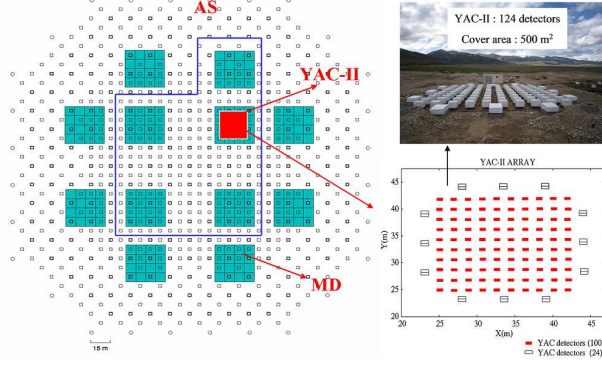 AS
YAC-II
MD
15 m
YAC-II : 124 detectors
Cover area : 500 m²
YAC-II ARRAY
Y(m)
45
40
35
30
25
20
20 25 30 35 40 45
X(m)
YAC detectors (100
YAC detectors (24)